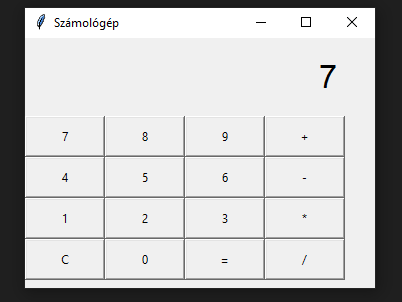 Számológép
7
7 8 9 +
4 5 6 -
1 2 3 *
C 0 = /